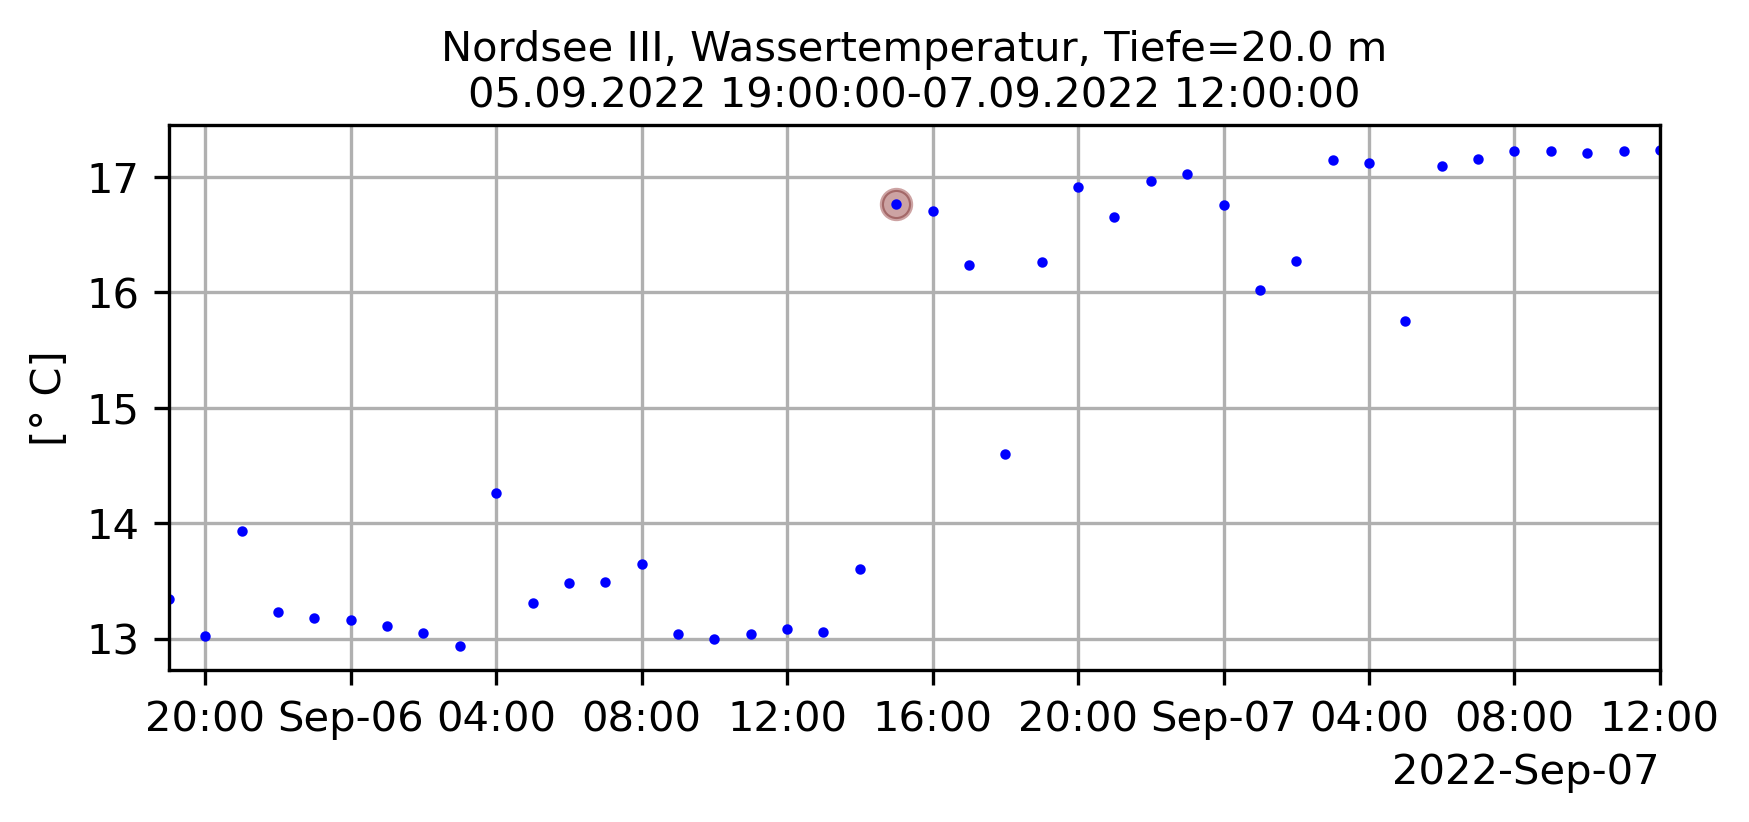 Nordsee III, Wassertemperatur, Tiefe=20.0 m
05.09.2022 19:00:00-07.09.2022 12:00:00
17
16
15
14
13
[° C]
20:00 Sep-06 04:00 08:00 12:00 16:00 20:00 Sep-07 04:00 08:00 12:00
2022-Sep-07